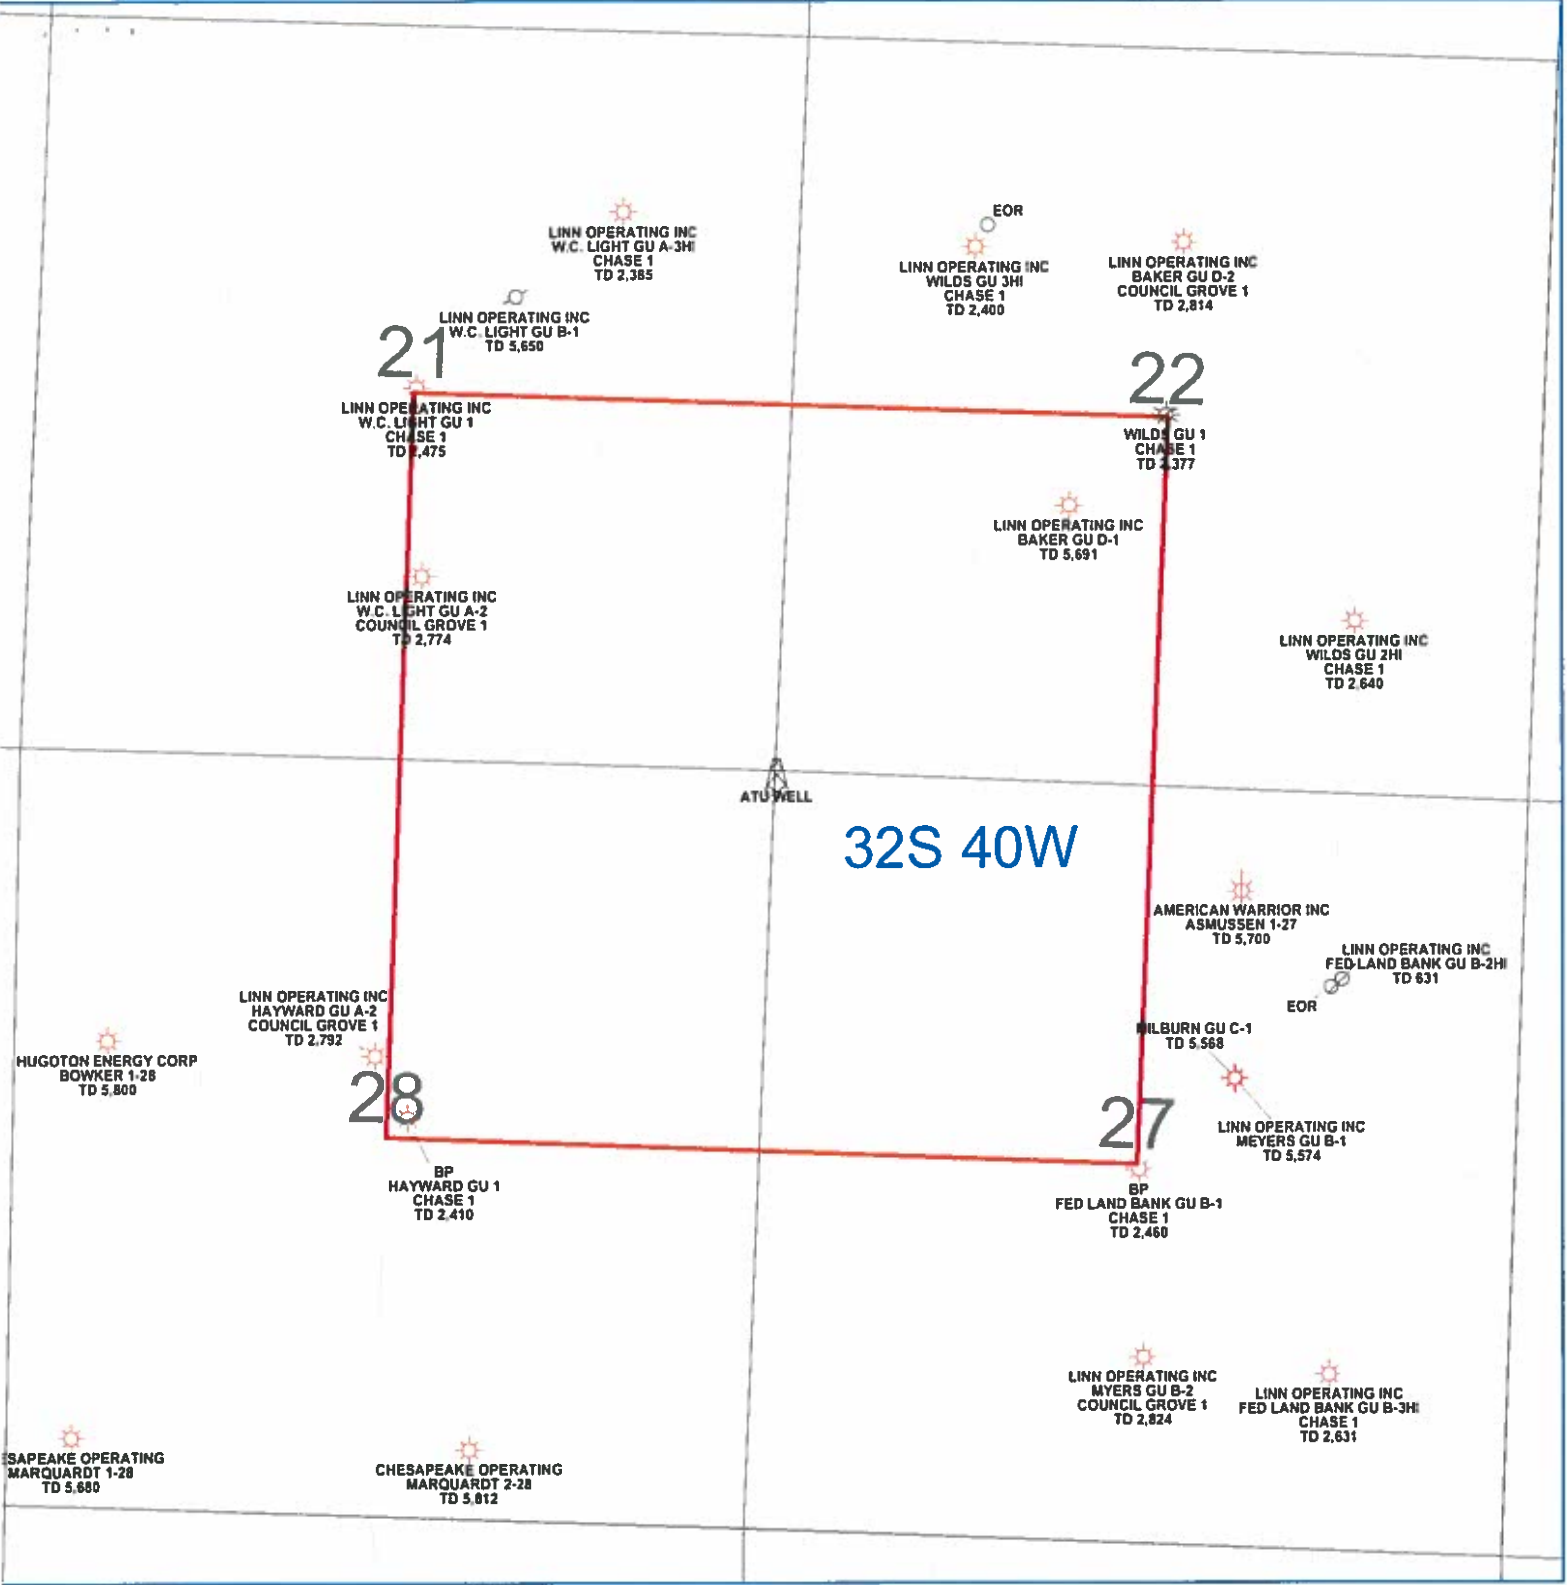 EOR
LINN OPERATING INC
W.C. LIGHT GU A-3HI
CHASE 1
TD 2,385
LINN OPERATING INC
WILDS GU 3HI
CHASE 1
TD 2,400
LINN OPERATING INC
BAKER GU D-2
COUNCIL GROVE 1
TD 2,814
LINN OPERATING INC
W.C. LIGHT GU B-1
TD 5,650
21
22
LINN OPERATING INC
W.C. LIGHT GU 1
CHASE 1
TD 2,475
WILDS GU 1
CHASE 1
TD 2,377
LINN OPERATING INC
BAKER GU D-1
TD 5,691
LINN OPERATING INC
W.C. LIGHT GU A-2
COUNCIL GROVE 1
TD 2,774
LINN OPERATING INC
WILDS GU 2HI
CHASE 1
TD 2,640
ATU WELL
32S 40W
AMERICAN WARRIOR INC
ASMUSSEN 1-27
TD 5,700
LINN OPERATING INC
FED LAND BANK GU B-2HI
TD 631
EOR
LINN OPERATING INC
HAYWARD GU A-2
COUNCIL GROVE 1
TD 2,792
HUGOTON ENERGY CORP
BOWKER 1-28
TD 5,800
MILBURN GU C-1
TD 5,568
28
27
LINN OPERATING INC
MEYERS GU B-1
TD 5,574
BP
HAYWARD GU 1
CHASE 1
TD 2,410
BP
FED LAND BANK GU B-1
CHASE 1
TD 2,460
LINN OPERATING INC
MYERS GU B-2
COUNCIL GROVE 1
TD 2,824
LINN OPERATING INC
FED LAND BANK GU B-3HI
CHASE 1
TD 2,631
SAPEAKE OPERATING
MARQUARDT 1-28
TD 5,680
CHESAPEAKE OPERATING
MARQUARDT 2-28
TD 5,812